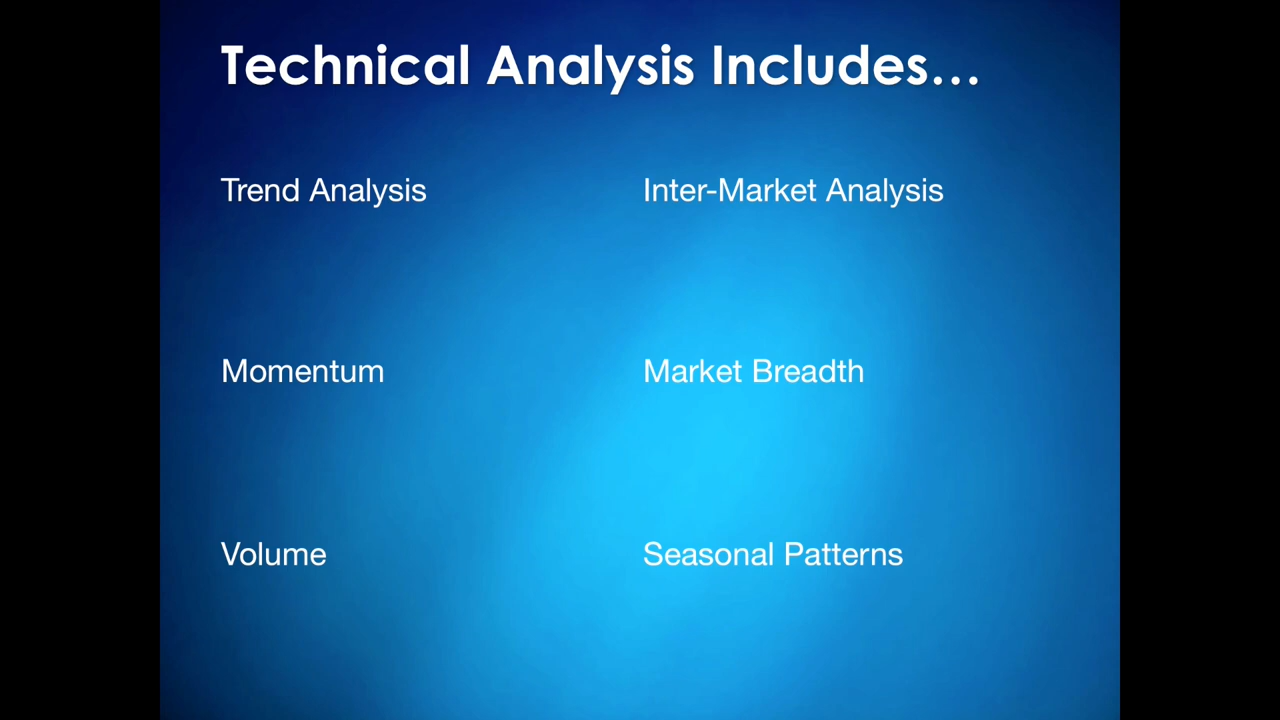 Technical Analysis Includes…
Trend Analysis
Inter-Market Analysis
Momentum
Market Breadth
Volume
Seasonal Patterns